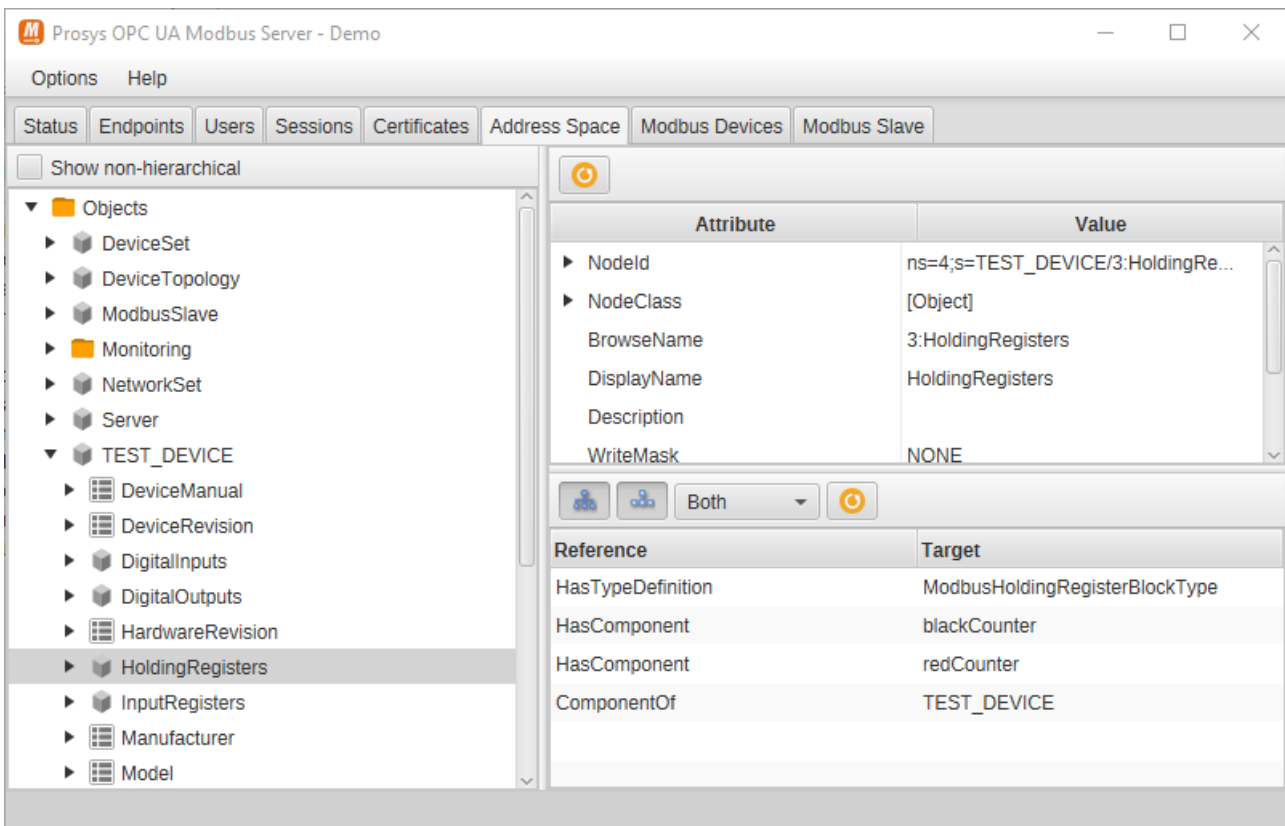 Prosys OPC UA Modbus Server - Demo
Options Help
Status Endpoints Users Sessions Certificates Address Space Modbus Devices Modbus Slave
Show non-hierarchical
Objects
DeviceSet
DeviceTopology
ModbusSlave
Monitoring
NetworkSet
Server
TEST_DEVICE
DeviceManual
DeviceRevision
DigitalInputs
DigitalOutputs
HardwareRevision
HoldingRegisters
InputRegisters
Manufacturer
Model
Attribute Value
NodeId ns=4;s=TEST_DEVICE/3:HoldingRe...
NodeClass [Object]
BrowseName 3:HoldingRegisters
DisplayName HoldingRegisters
Description
WriteMask NONE
Both
Reference Target
HasTypeDefinition ModbusHoldingRegisterBlockType
HasComponent blackCounter
HasComponent redCounter
ComponentOf TEST_DEVICE